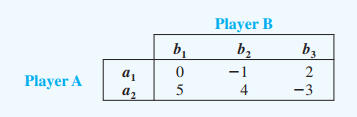 Player B
b₁ b₂ b₃
Player A a₁ 0 −1 2
a₂ 5 4 −3